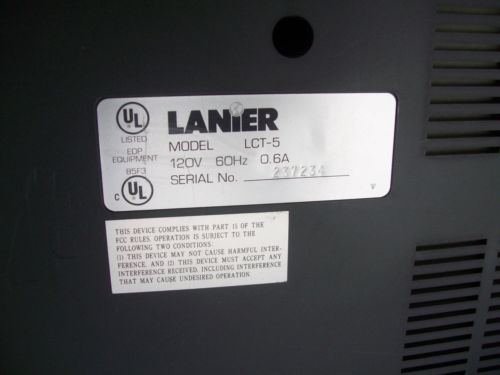 UL
LISTED
EDP
EQUIPMENT
85F3
C UL
LANIER
MODEL LCT-5
120V 60Hz 0.6A
SERIAL No. 237234
V
THIS DEVICE COMPLIES WITH PART 15 OF THE
FCC RULES. OPERATION IS SUBJECT TO THE
FOLLOWING TWO CONDITIONS:
(1) THIS DEVICE MAY NOT CAUSE HARMFUL INTER-
FERENCE, AND (2) THIS DEVICE MUST ACCEPT ANY
INTERFERENCE RECEIVED, INCLUDING INTERFERENCE
THAT MAY CAUSE UNDESIRED OPERATION.